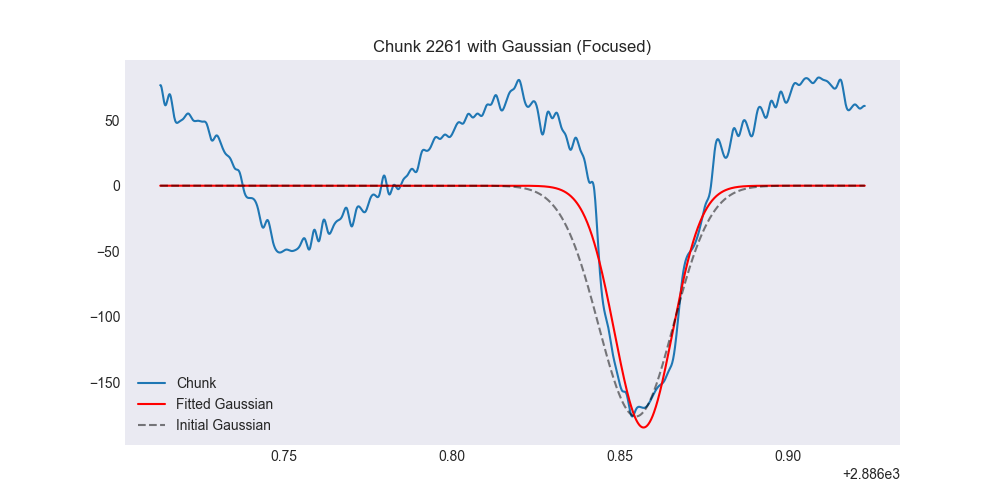 Chunk 2261 with Gaussian (Focused)
50
0
−50
−100
−150
Chunk
Fitted Gaussian
Initial Gaussian
0.75 0.80 0.85 0.90
+2.886e3